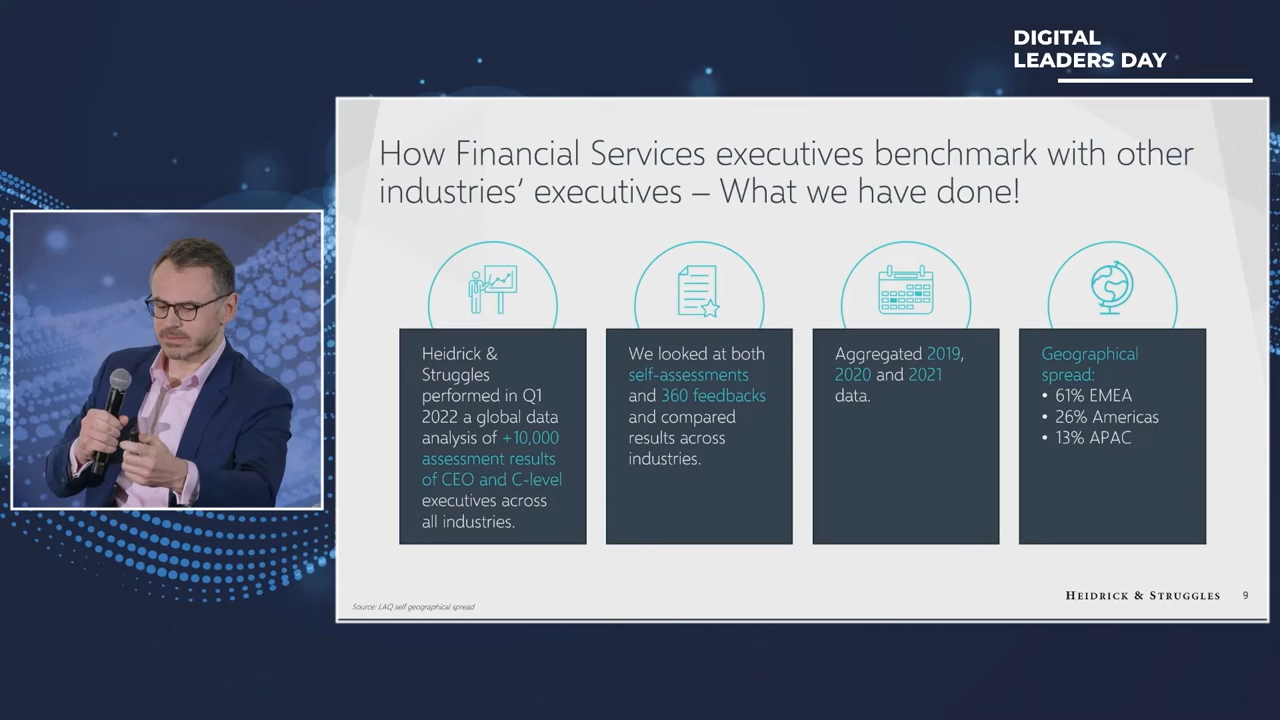 DIGITAL
LEADERS DAY
How Financial Services executives benchmark with other
industries’ executives – What we have done!
Heidrick &
Struggles
performed in Q1
2022 a global data
analysis of +10,000
assessment results
of CEO and C-level
executives across
all industries.
We looked at both
self-assessments
and 360 feedbacks
and compared
results across
industries.
Aggregated 2019,
2020 and 2021
data.
Geographical
spread:
• 61% EMEA
• 26% Americas
• 13% APAC
Source: LAQ self geographical spread
HEIDRICK & STRUGGLES
9